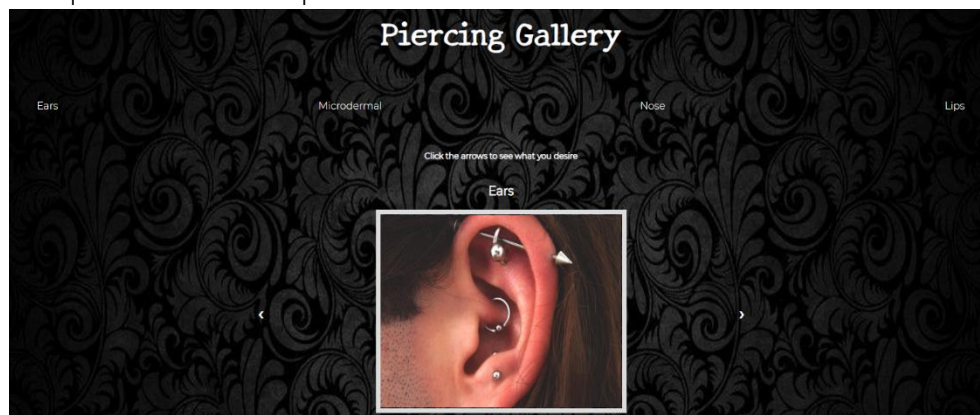 Piercing Gallery
Ears Microdermal Nose Lips
Click the arrows to see what you desire
Ears
‹ ›